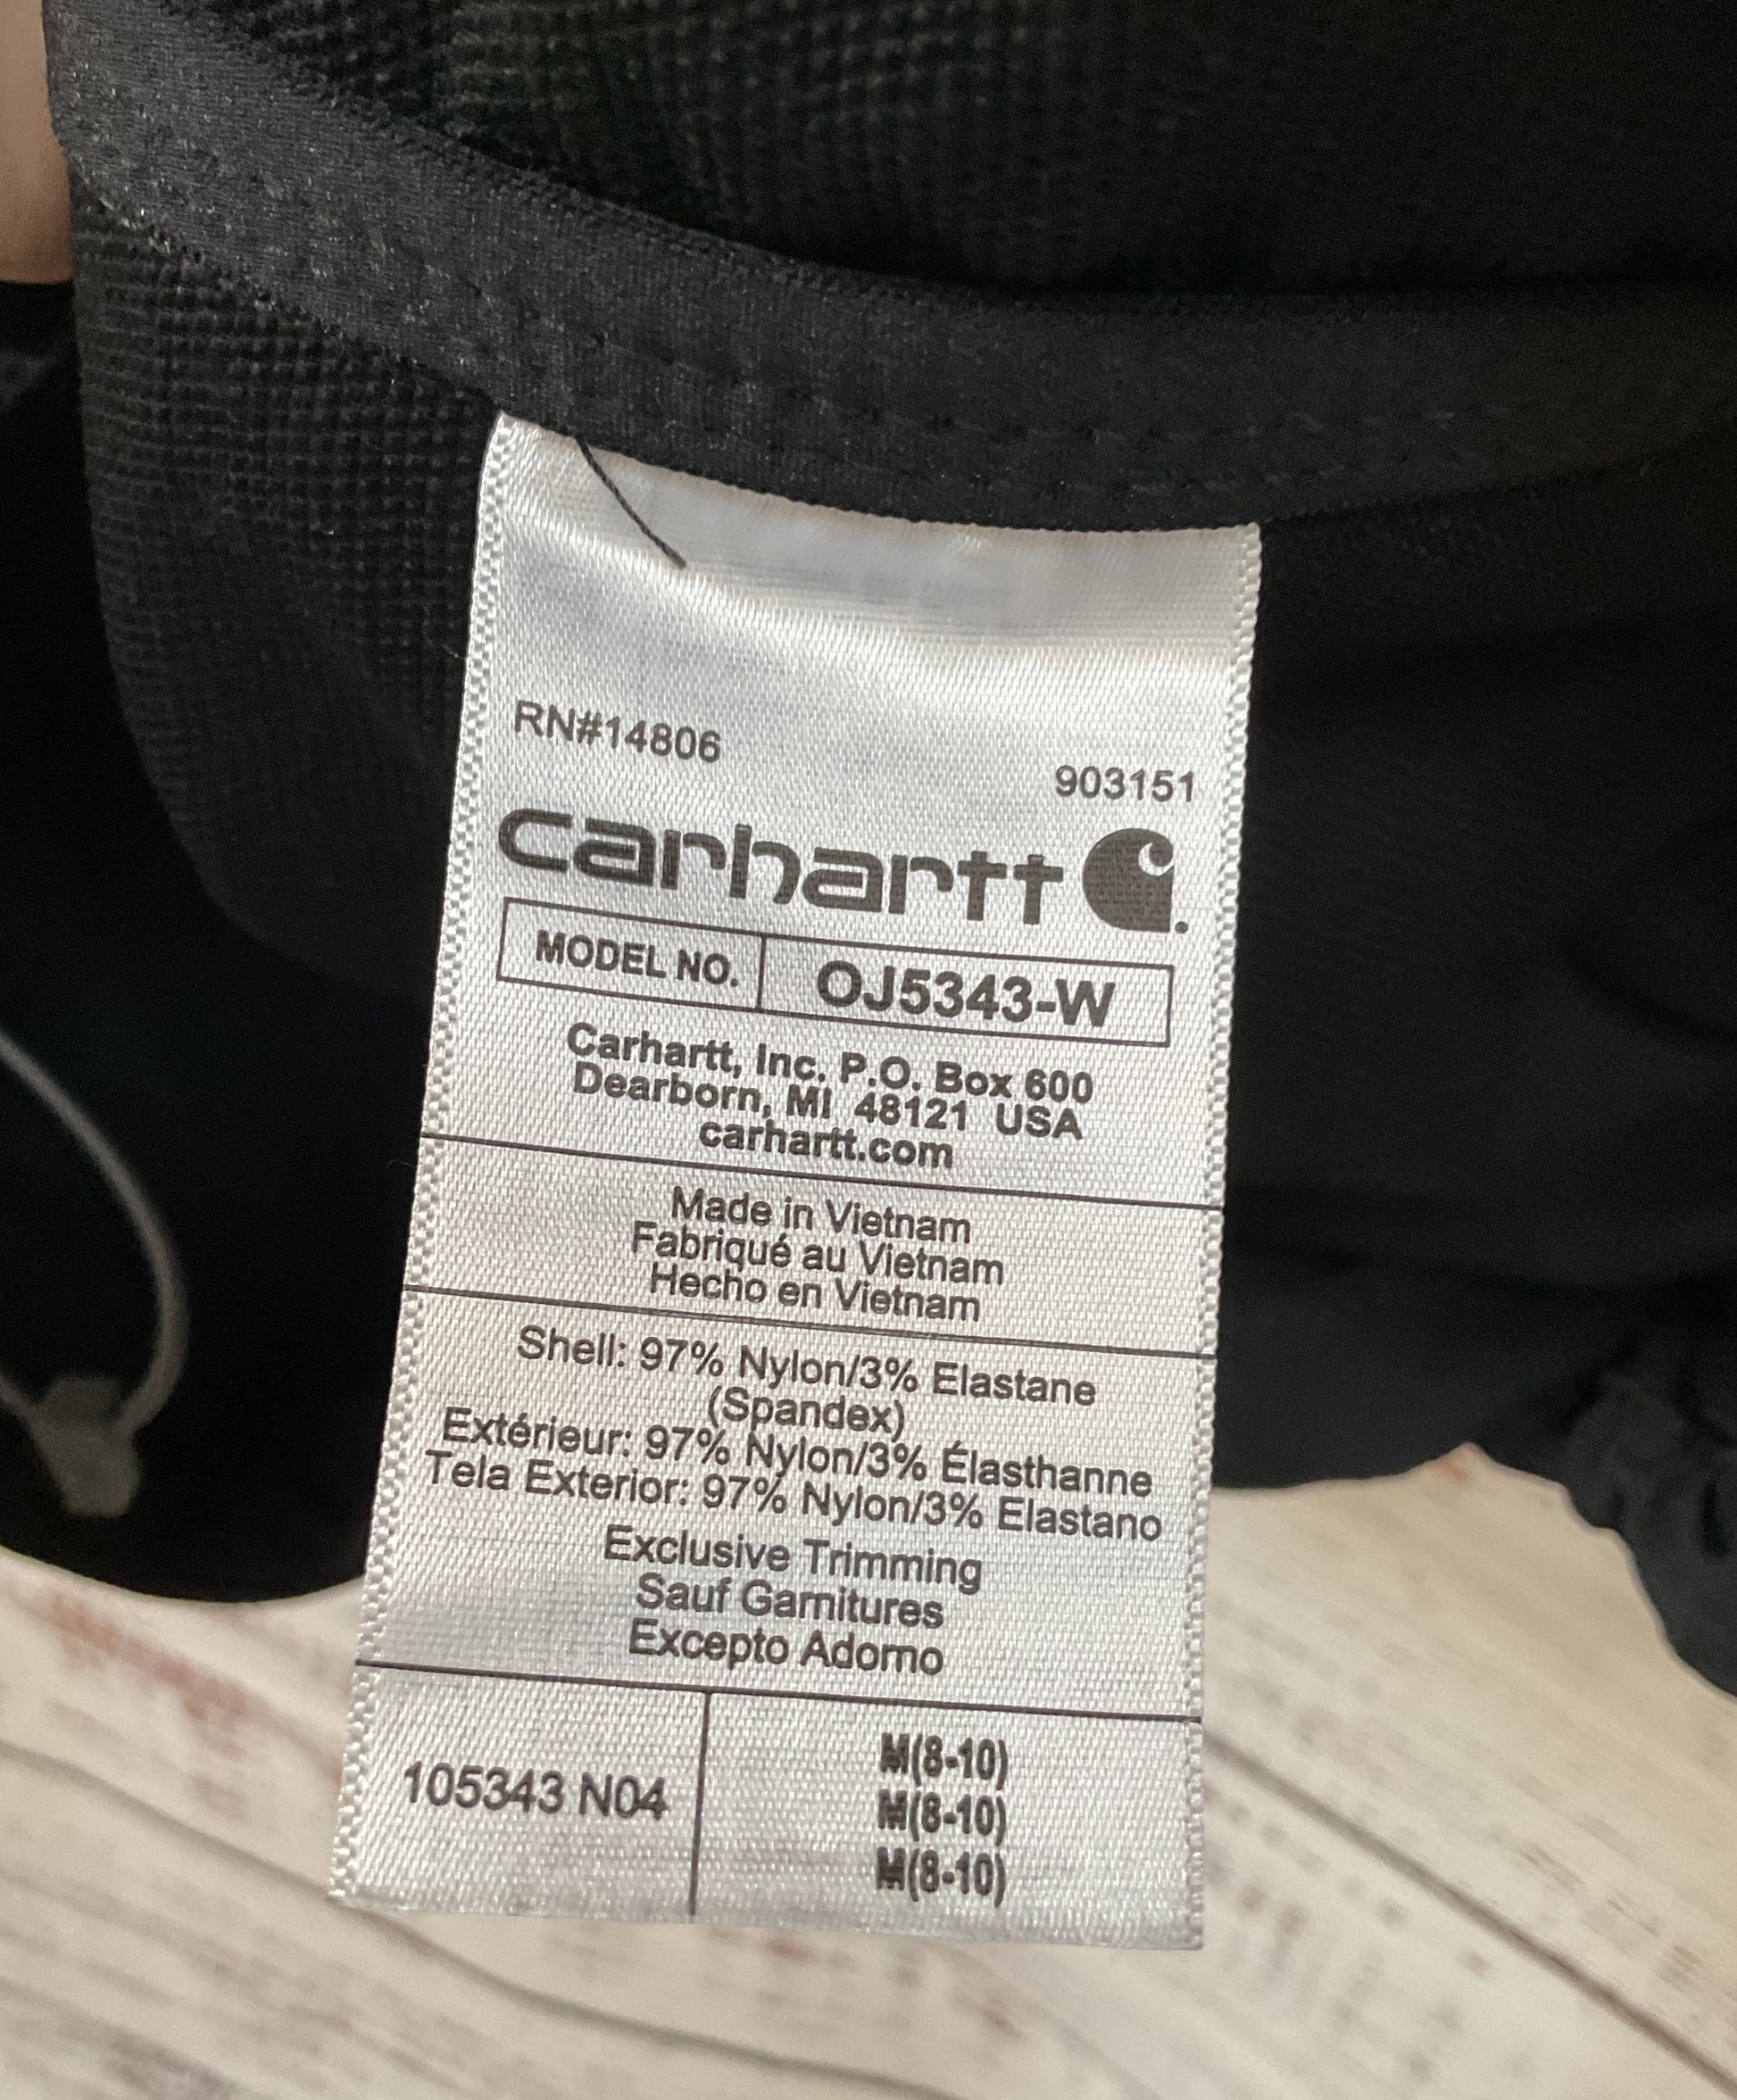 RN#14806
903151
carhartt
MODEL NO. OJ5343-W
Carhartt, Inc. P.O. Box 600
Dearborn, MI 48121 USA
carhartt.com
Made in Vietnam
Fabriqué au Vietnam
Hecho en Vietnam
Shell: 97% Nylon/3% Elastane
(Spandex)
Extérieur: 97% Nylon/3% Élasthanne
Tela Exterior: 97% Nylon/3% Elastano
Exclusive Trimming
Sauf Garnitures
Excepto Adorno
105343 N04
M(8-10)
M(8-10)
M(8-10)